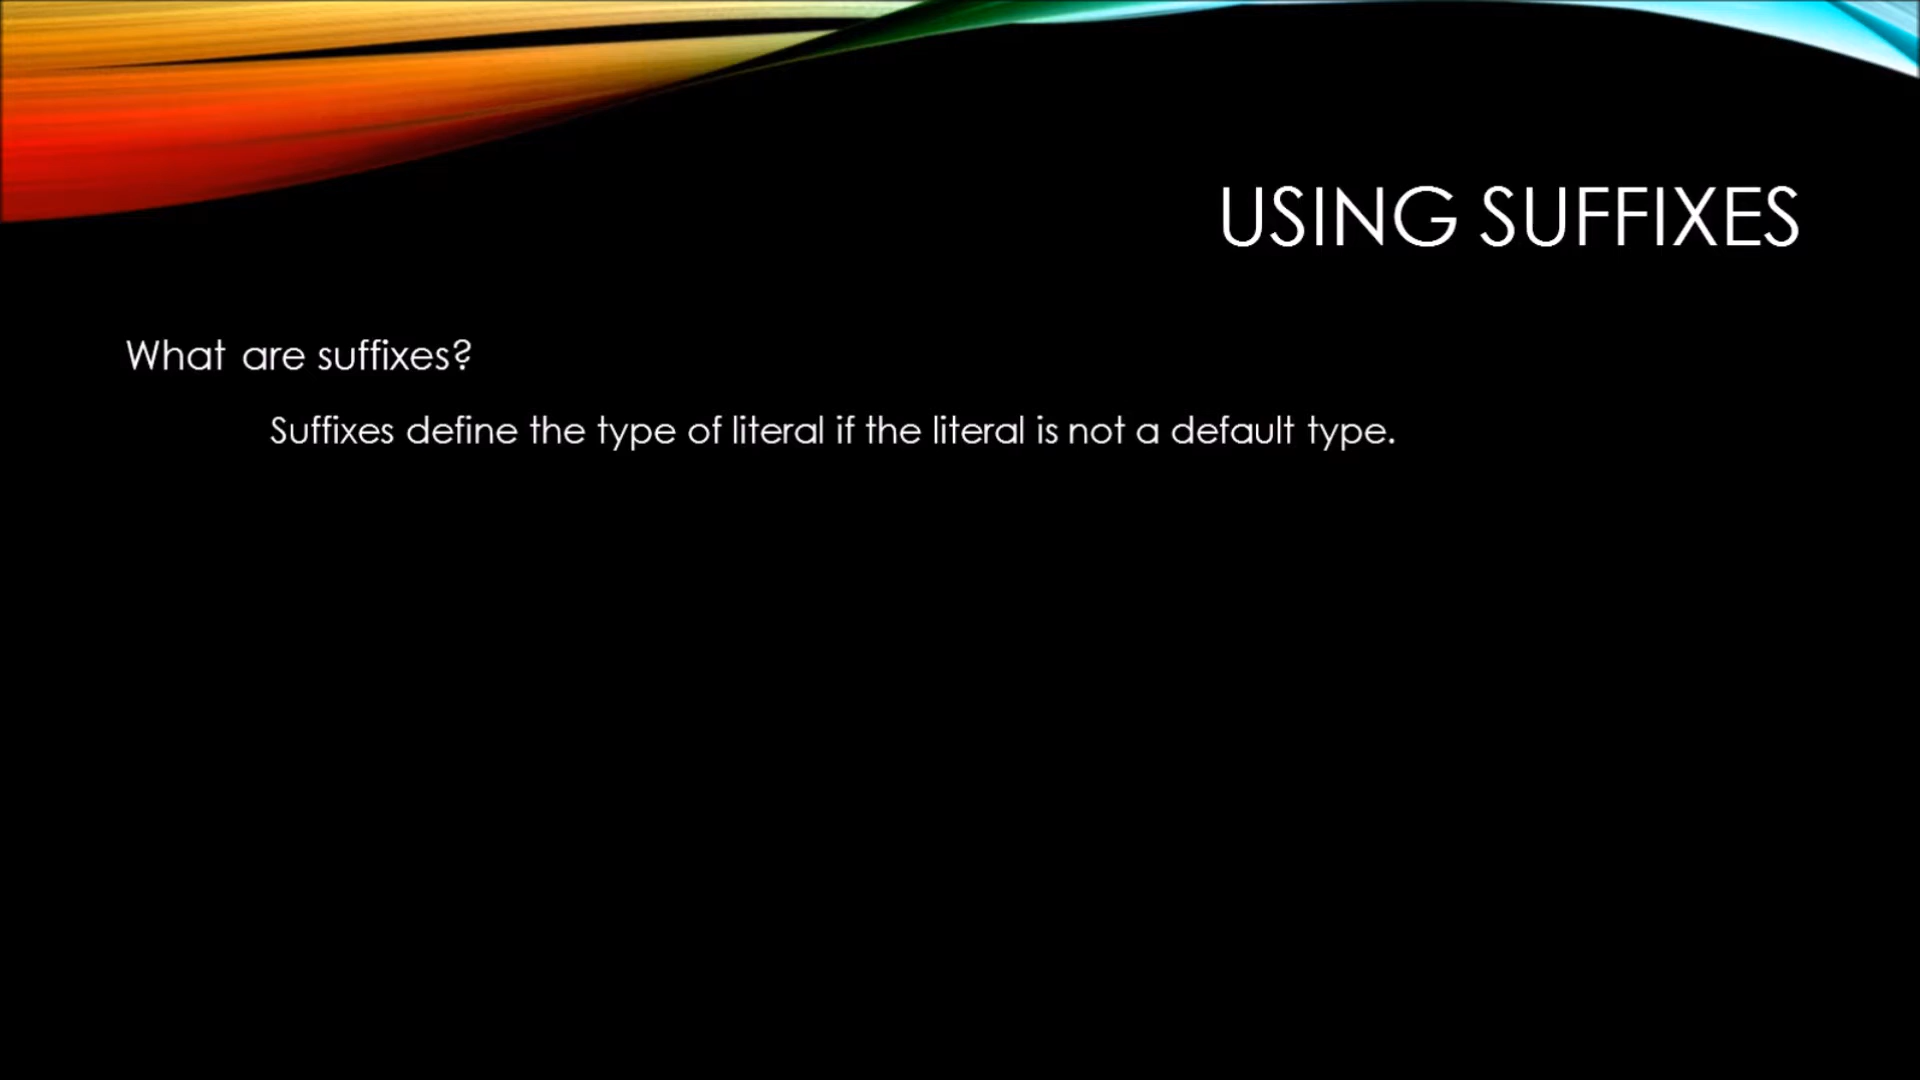 USING SUFFIXES
What are suffixes?
Suffixes define the type of literal if the literal is not a default type.